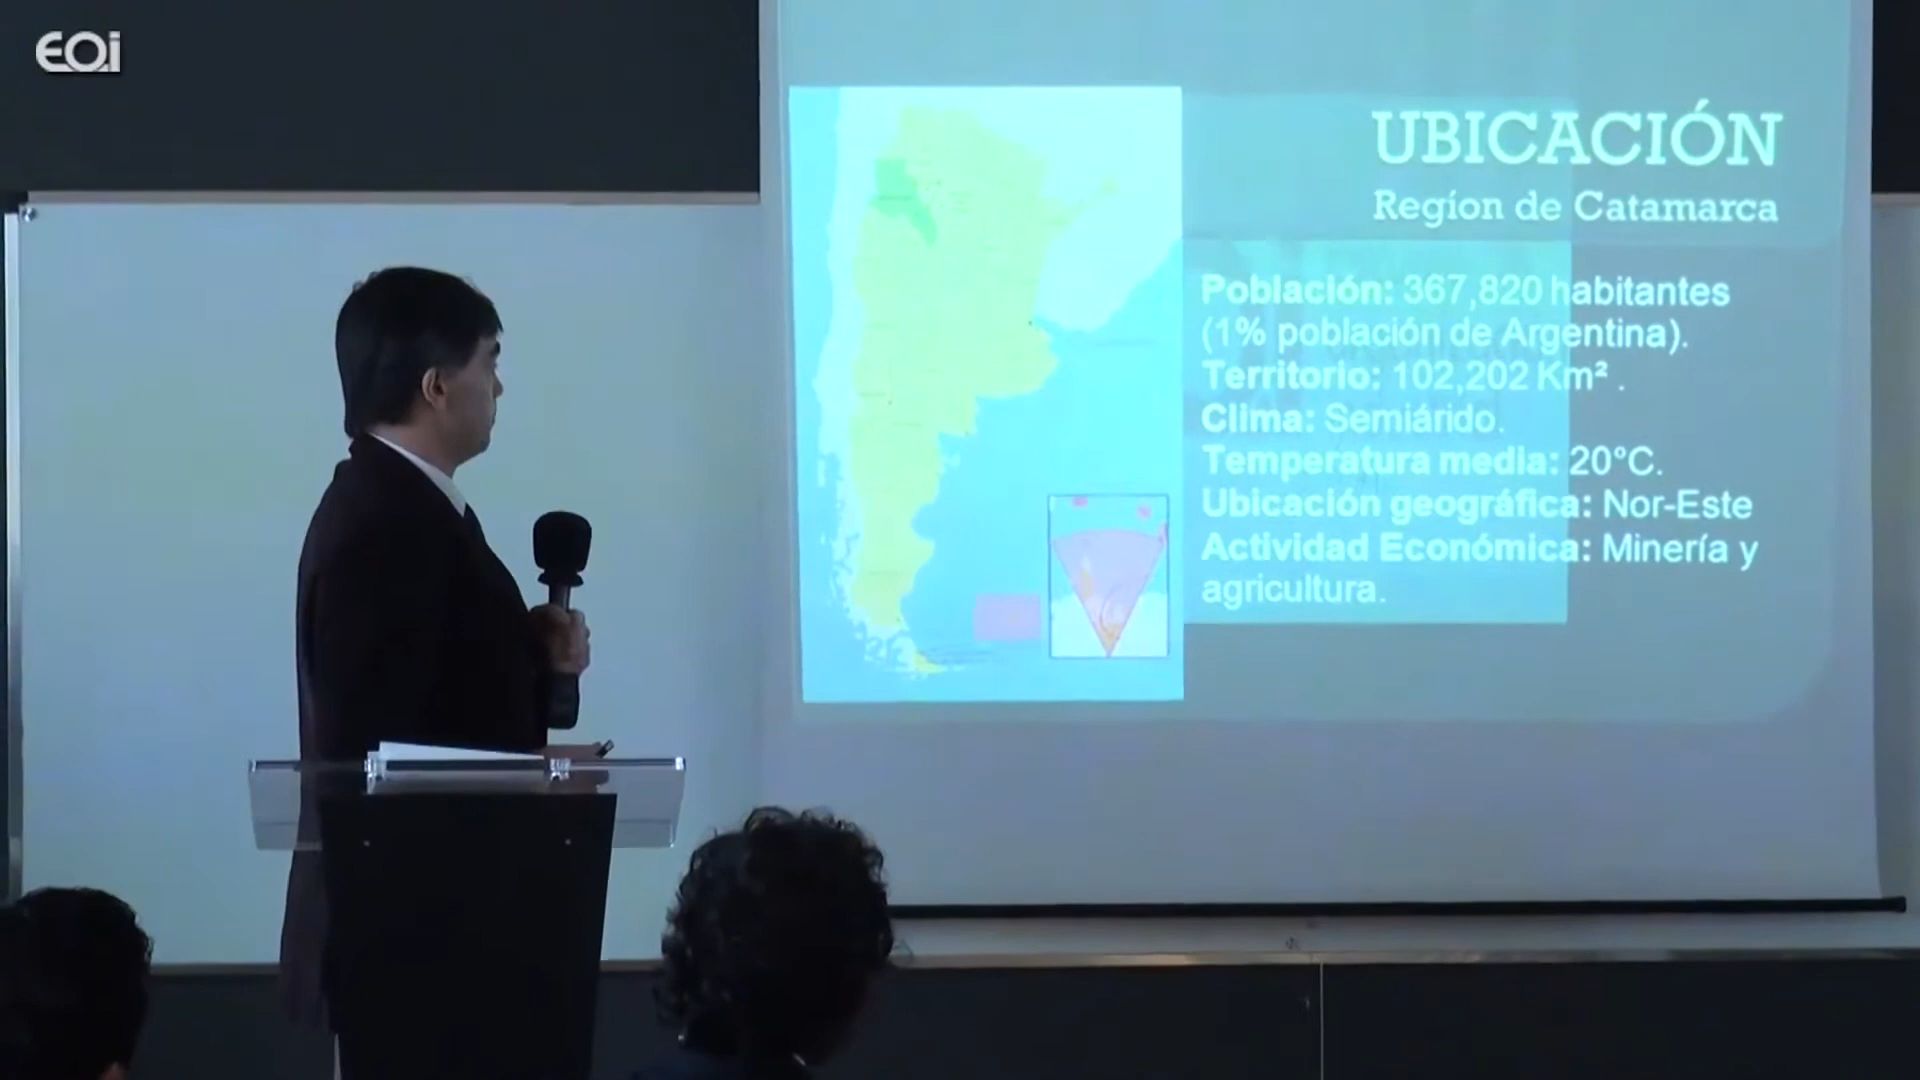 EOi
UBICACIÓN
Regíon de Catamarca
Población: 367,820 habitantes
(1% población de Argentina).
Territorio: 102,202 Km² .
Clima: Semiárido.
Temperatura media: 20°C.
Ubicación geográfica: Nor-Este
Actividad Económica: Minería y
agricultura.